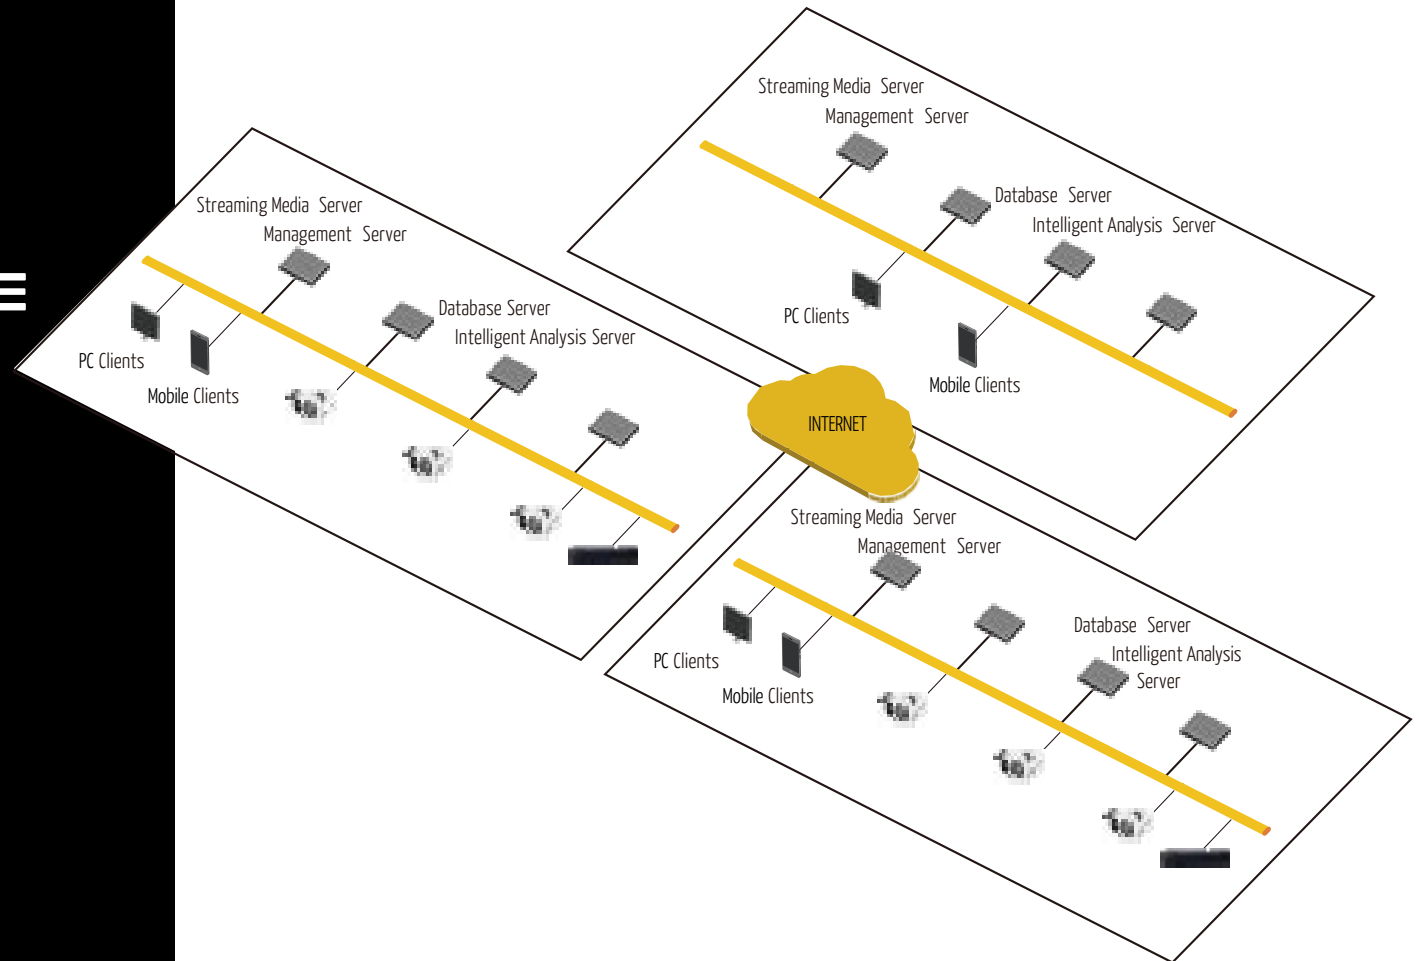 Streaming Media Server
Management Server
Database Server
Intelligent Analysis Server
PC Clients
Mobile Clients
Streaming Media Server
Management Server
Database Server
Intelligent Analysis Server
PC Clients
Mobile Clients
INTERNET
Streaming Media Server
Management Server
Database Server
Intelligent Analysis
Server
PC Clients
Mobile Clients